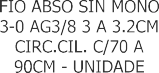 FIO ABSO SIN MONO
3-0 AG3/8 3 A 3.2CM
CIRC.CIL. C/70 A
90CM - UNIDADE